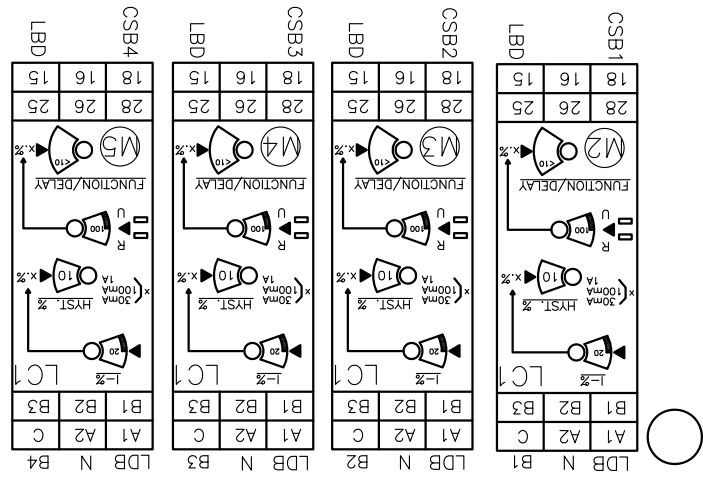 LBD CSB4
15 16 18
25 26 28
x.% <10 M5
FUNCTION/DELAY
U
100
R
x.% 10 1A
100mA x
HYST. % 30mA
20
LC1 I-%
B3 B2 B1
C A2 A1
B4 N LDB
LBD CSB3
15 16 18
25 26 28
x.% <10 M4
FUNCTION/DELAY
U
100
R
x.% 10 1A
100mA x
HYST. % 30mA
20
LC1 I-%
B3 B2 B1
C A2 A1
B3 N LDB
LBD CSB2
15 16 18
25 26 28
x.% <10 M3
FUNCTION/DELAY
U
100
R
x.% 10 1A
100mA x
HYST. % 30mA
20
LC1 I-%
B3 B2 B1
C A2 A1
B2 N LDB
LBD CSB1
15 16 18
25 26 28
x.% <10 M2
FUNCTION/DELAY
U
100
R
x.% 10 1A
100mA x
HYST. % 30mA
20
LC1 I-%
B3 B2 B1
C A2 A1
B1 N LDB